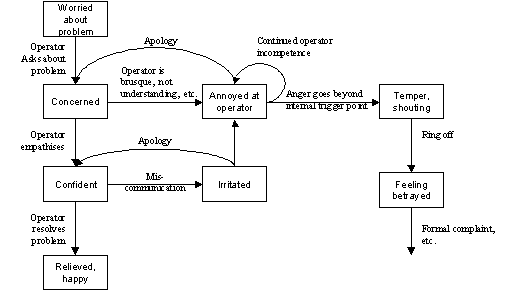 Worried
about
problem
Operator
Asks about
problem
Apology
Continued operator
incompetence
Operator is
brusque, not
understanding, etc.
Concerned
Annoyed at
operator
Anger goes beyond
internal trigger point
Temper,
shouting
Operator
empathises
Apology
Ring off
Confident
Mis-
communication
Irritated
Feeling
betrayed
Operator
resolves
problem
Formal complaint,
etc.
Relieved,
happy